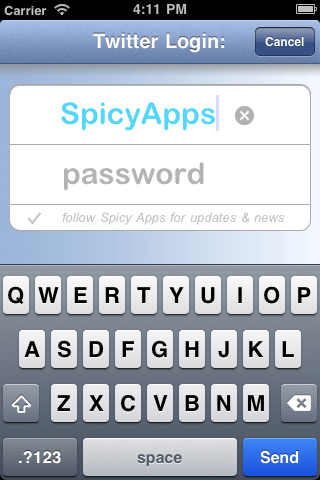 Carrier 4:11 PM
Twitter Login: Cancel
SpicyApps
password
follow Spicy Apps for updates & news
Q W E R T Y U I O P
A S D F G H J K L
Z X C V B N M
.?123 space Send